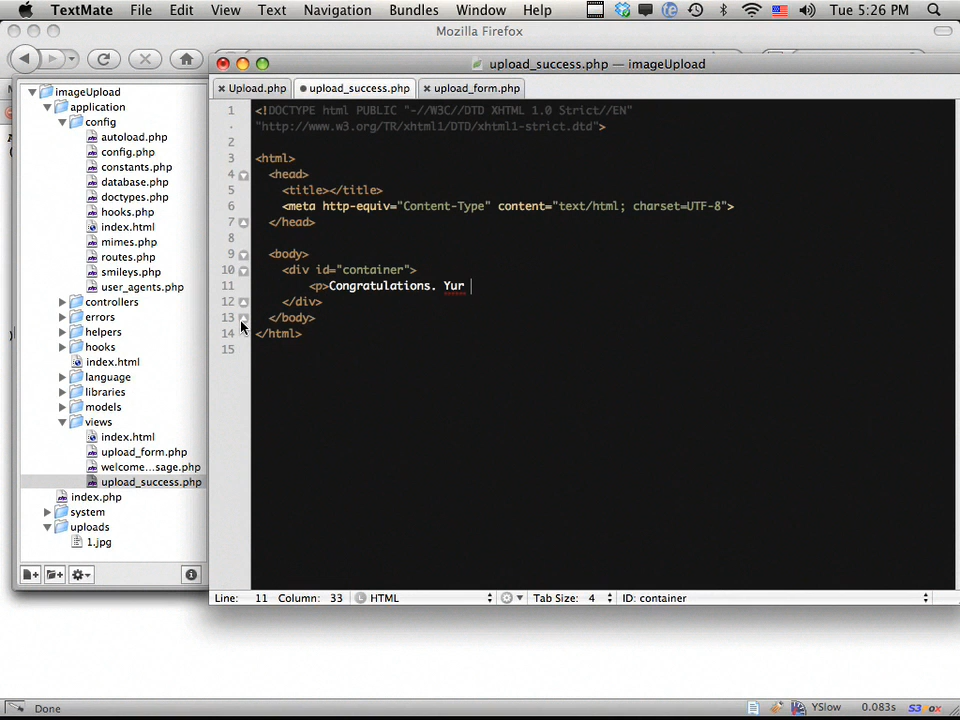 TextMate File Edit View Text Navigation Bundles Window Help Tue 5:26 PM
Mozilla Firefox
upload_success.php — imageUpload
Upload.php upload_success.php upload_form.php
imageUpload
application
config
autoload.php
config.php
constants.php
database.php
doctypes.php
hooks.php
index.html
mimes.php
routes.php
smileys.php
user_agents.php
controllers
errors
helpers
hooks
index.html
language
libraries
models
views
index.html
upload_form.php
welcome...sage.php
upload_success.php
index.php
system
uploads
1.jpg
1 <!DOCTYPE html PUBLIC "-//W3C//DTD XHTML 1.0 Strict//EN"
"http://www.w3.org/TR/xhtml1/DTD/xhtml1-strict.dtd">
2
3 <html>
4 <head>
5 <title></title>
6 <meta http-equiv="Content-Type" content="text/html; charset=UTF-8">
7 </head>
8
9 <body>
10 <div id="container">
11 <p>Congratulations. Yur
12 </div>
13 </body>
14 </html>
15
Line: 11 Column: 33 L HTML Tab Size: 4 ID: container
Done YSlow 0.083s S3Fox